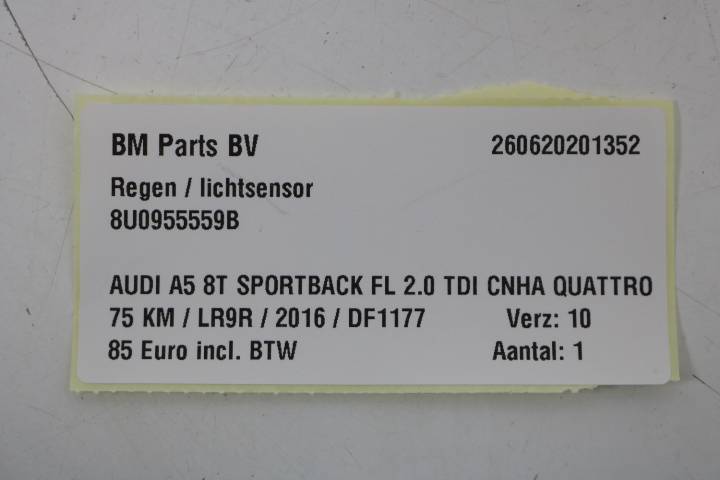 BM Parts BV 260620201352
Regen / lichtsensor
8U0955559B
AUDI A5 8T SPORTBACK FL 2.0 TDI CNHA QUATTRO
75 KM / LR9R / 2016 / DF1177 Verz: 10
85 Euro incl. BTW Aantal: 1